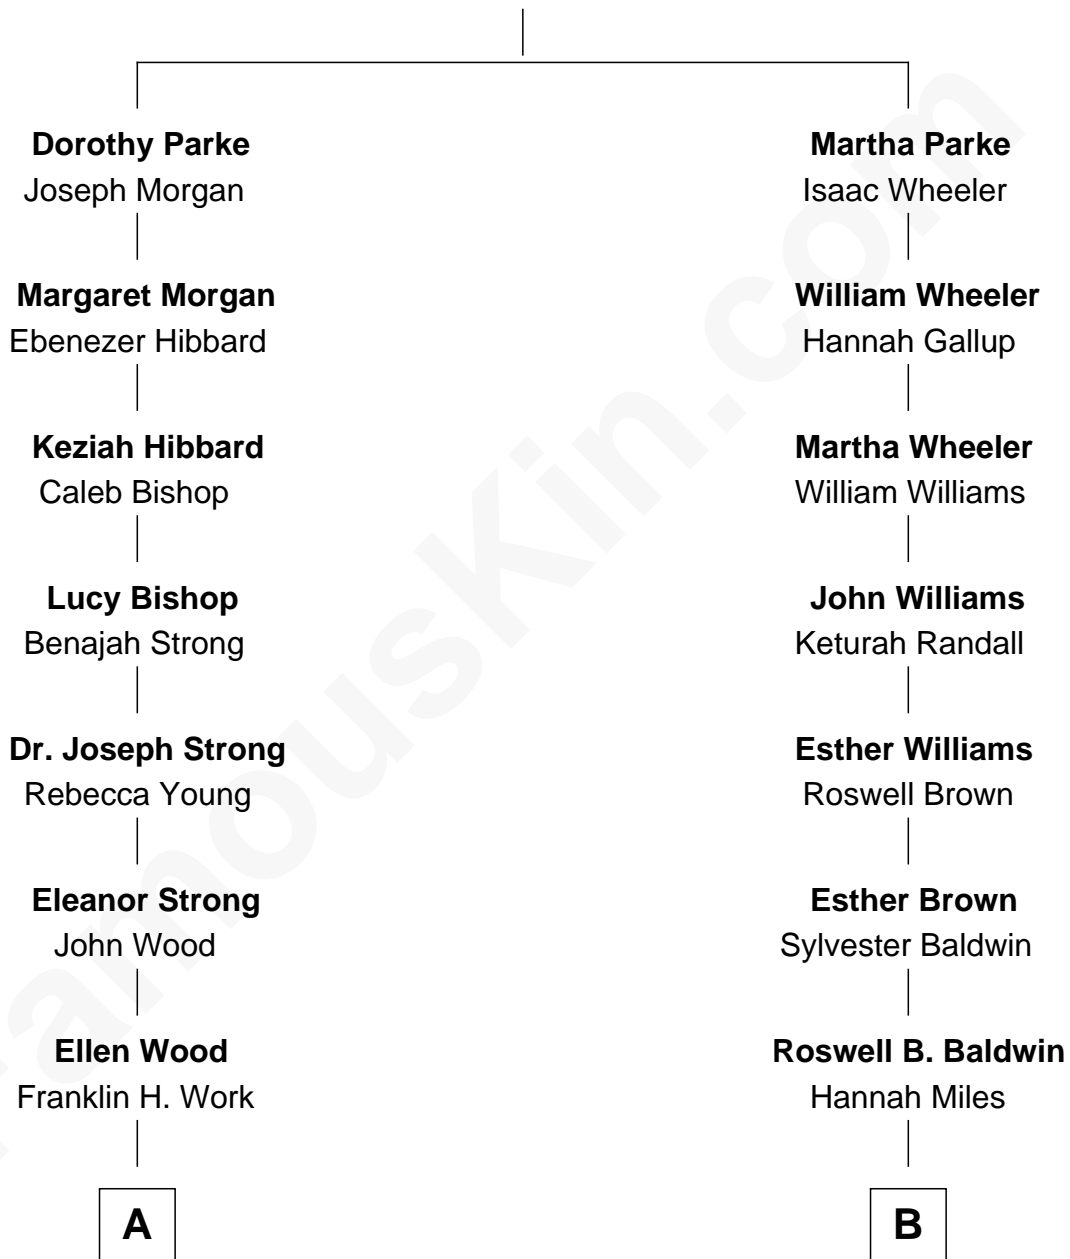 Dorothy Parke
Joseph Morgan
Margaret Morgan
Ebenezer Hibbard
Keziah Hibbard
Caleb Bishop
Lucy Bishop
Benajah Strong
Dr. Joseph Strong
Rebecca Young
Eleanor Strong
John Wood
Ellen Wood
Franklin H. Work
A
Martha Parke
Isaac Wheeler
William Wheeler
Hannah Gallup
Martha Wheeler
William Williams
John Williams
Keturah Randall
Esther Williams
Roswell Brown
Esther Brown
Sylvester Baldwin
Roswell B. Baldwin
Hannah Miles
B
FamousKin.com